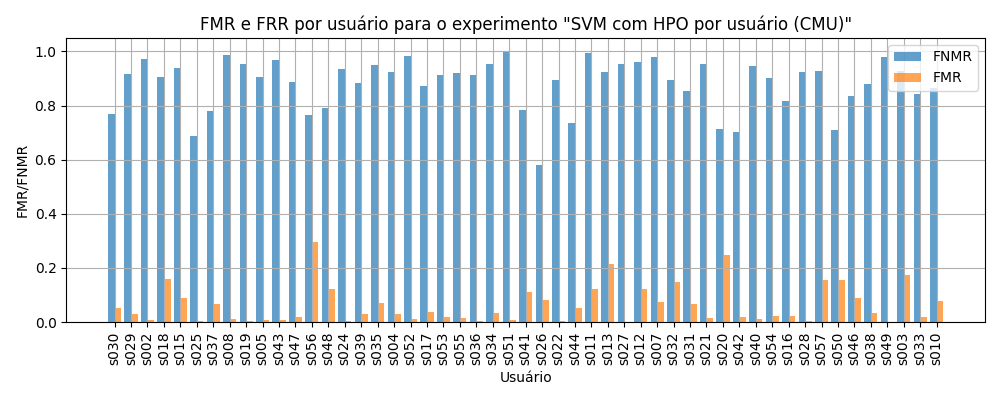 FMR e FRR por usuário para o experimento "SVM com HPO por usuário (CMU)"
FNMR
FMR
1.0
0.8
0.6
0.4
0.2
0.0
FMR/FNMR
s030 s029 s002 s018 s015 s025 s037 s008 s019 s005 s043 s047 s056 s048 s024 s039 s035 s004 s052 s017 s053 s055 s036 s034 s051 s041 s026 s022 s044 s011 s013 s027 s012 s007 s032 s031 s021 s020 s042 s040 s054 s016 s028 s057 s050 s046 s038 s049 s003 s033 s010
Usuário